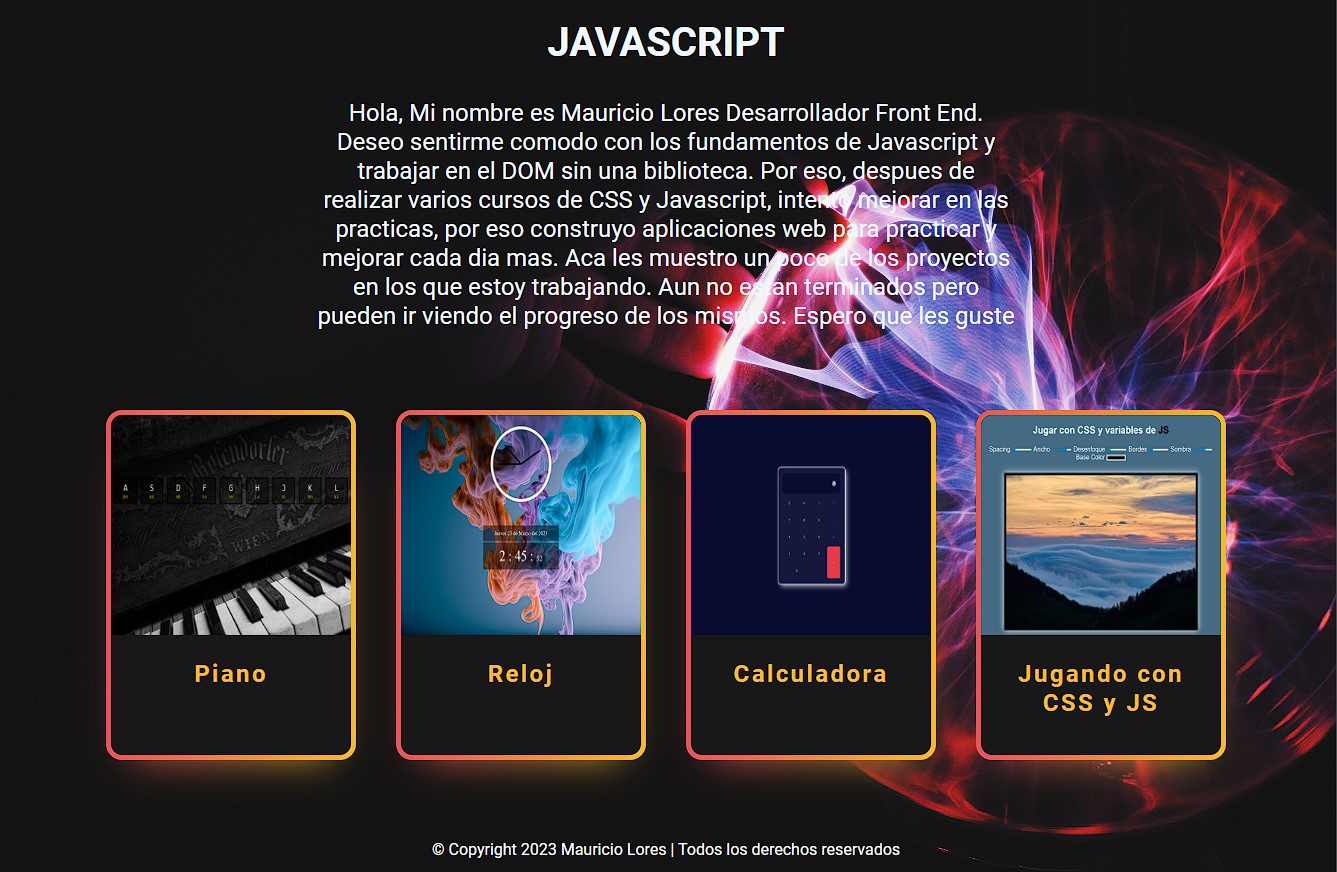 JAVASCRIPT
Hola, Mi nombre es Mauricio Lores Desarrollador Front End.
Deseo sentirme comodo con los fundamentos de Javascript y
trabajar en el DOM sin una biblioteca. Por eso, despues de
realizar varios cursos de CSS y Javascript, intento mejorar en las
practicas, por eso construyo aplicaciones web para practicar y
mejorar cada dia mas. Aca les muestro un poco de los proyectos
en los que estoy trabajando. Aun no estan terminados pero
pueden ir viendo el progreso de los mismos. Espero que les guste
A S D F G H J K L
WIEN
Piano
Jueves 23 de Marzo del 2023
2 : 45 : 52
Reloj
Calculadora
Jugar con CSS y variables de JS
Spacing Ancho Desenfoque Bordes Sombra
Base Color
Jugando con
CSS y JS
© Copyright 2023 Mauricio Lores | Todos los derechos reservados